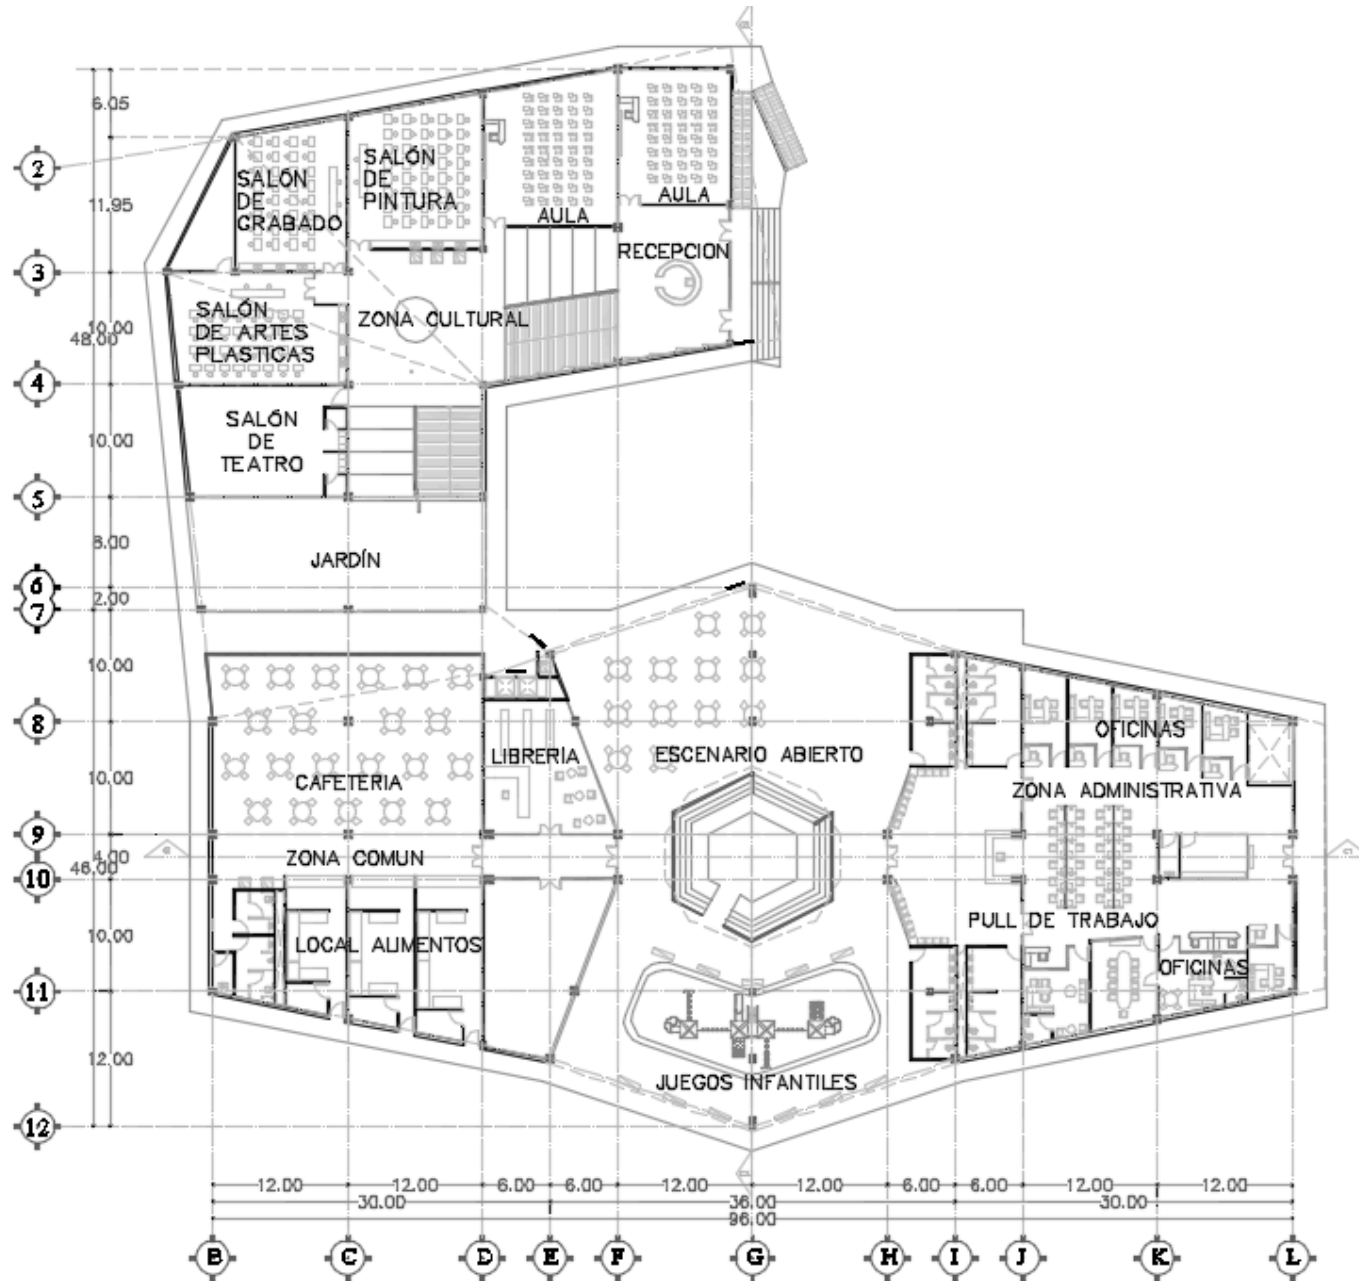 6.05
2
11.95
SALÓN
DE
GRABADO
SALÓN
DE
PINTURA
AULA
AULA
RECEPCION
3
SALÓN
DE ARTES
PLASTICAS
ZONA CULTURAL
10.00
48.00
4
SALÓN
DE
TEATRO
10.00
5
8.00
JARDÍN
6
2.00
7
10.00
8
LIBRERIA
ESCENARIO ABIERTO
OFICINAS
CAFETERIA
10.00
ZONA ADMINISTRATIVA
9
ZONA COMUN
4.00
46.00
10
PULL DE TRABAJO
10.00
LOCAL ALIMENTOS
OFICINAS
11
12.00
JUEGOS INFANTILES
12
12.00 12.00 6.00 6.00 12.00 12.00 6.00 6.00 12.00 12.00
30.00 36.00 30.00
96.00
B C D E F G H I J K L